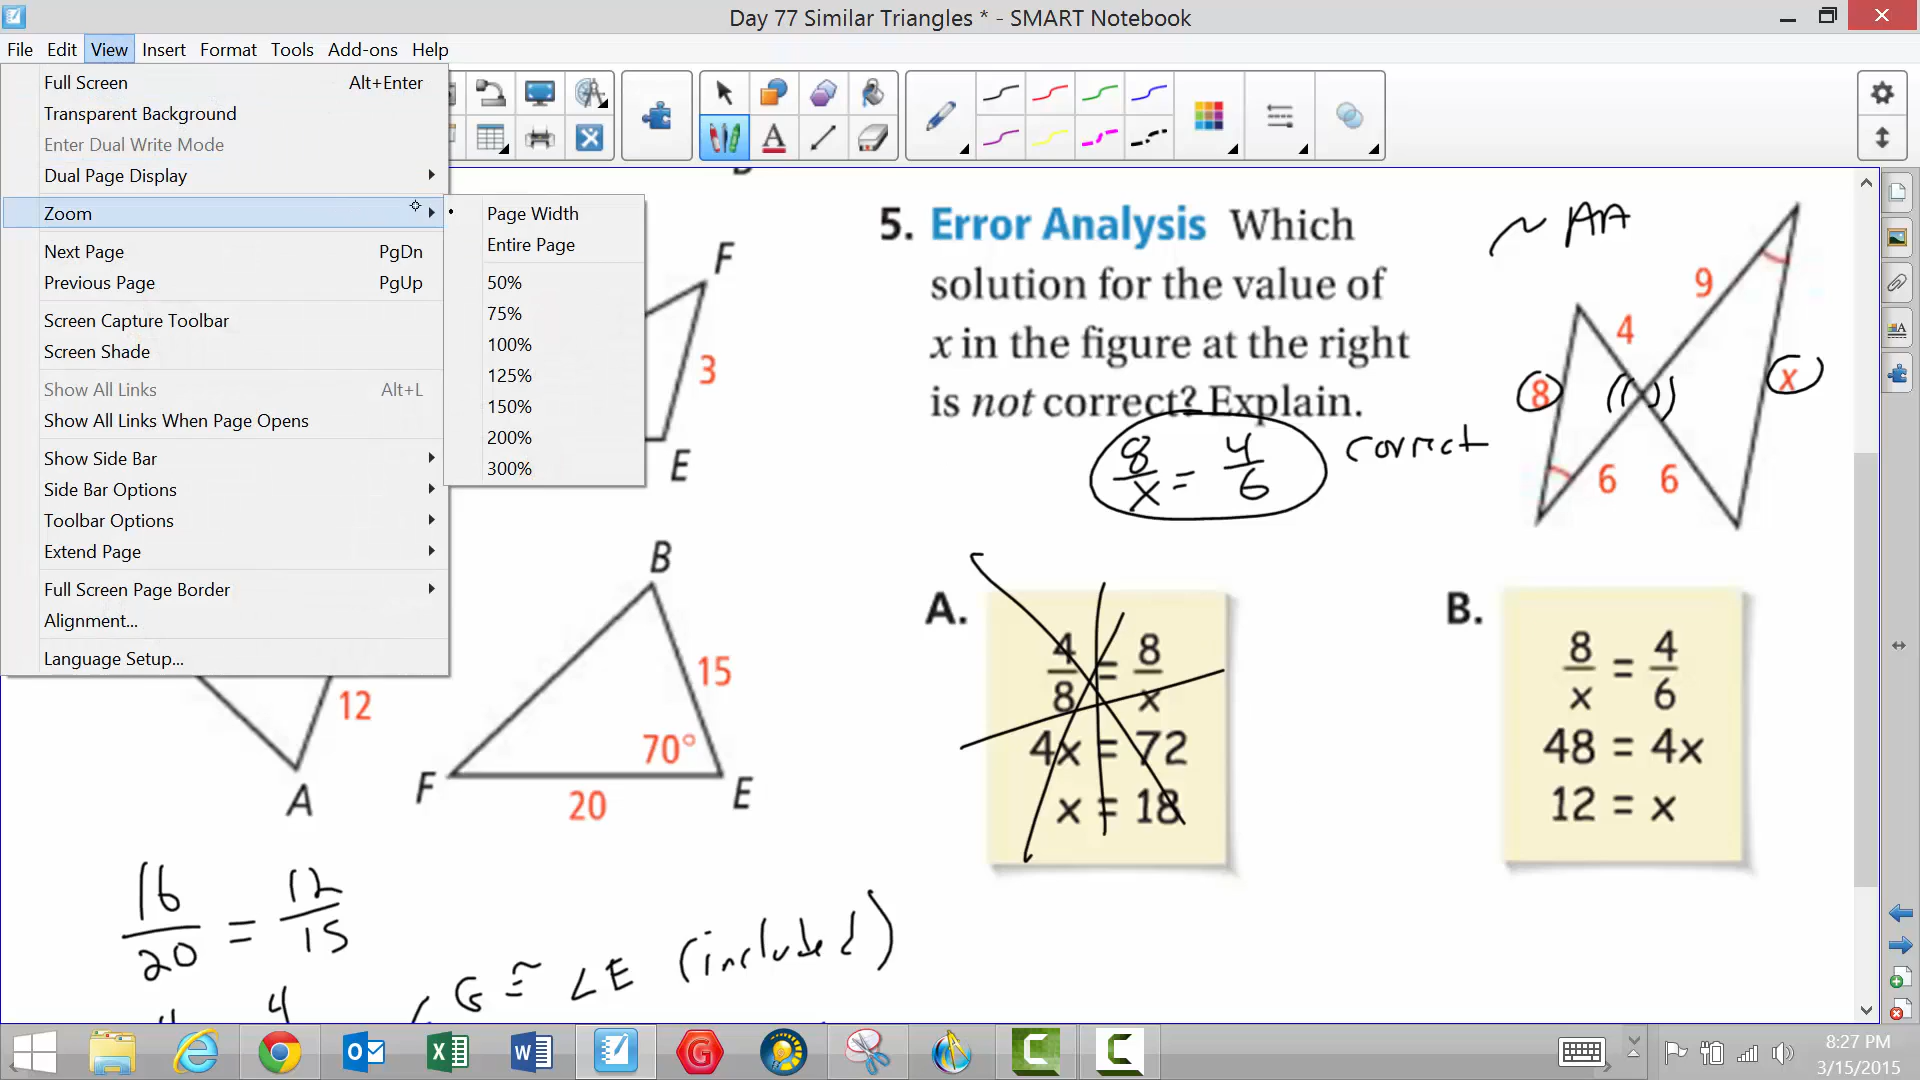 Day 77 Similar Triangles * - SMART Notebook
File Edit View Insert Format Tools Add-ons Help
Full Screen Alt+Enter
Transparent Background
Enter Dual Write Mode
Dual Page Display
Zoom
Next Page PgDn
Previous Page PgUp
Screen Capture Toolbar
Screen Shade
Show All Links Alt+L
Show All Links When Page Opens
Show Side Bar
Side Bar Options
Toolbar Options
Extend Page
Full Screen Page Border
Alignment...
Language Setup...
Page Width
Entire Page
50%
75%
100%
125%
150%
200%
300%
F
3
E
5. Error Analysis Which
solution for the value of
x in the figure at the right
is not correct? Explain.
8/x = 4/6 correct
~ AA
9
4
8
x
6 6
12
A
B
15
70°
F
20
E
A.
4/8 = 8/x
4x = 72
x = 18
B.
8/x = 4/6
48 = 4x
12 = x
16/20 = 12/15
4 4
G ≅ ∠E (included)
8:27 PM
3/15/2015